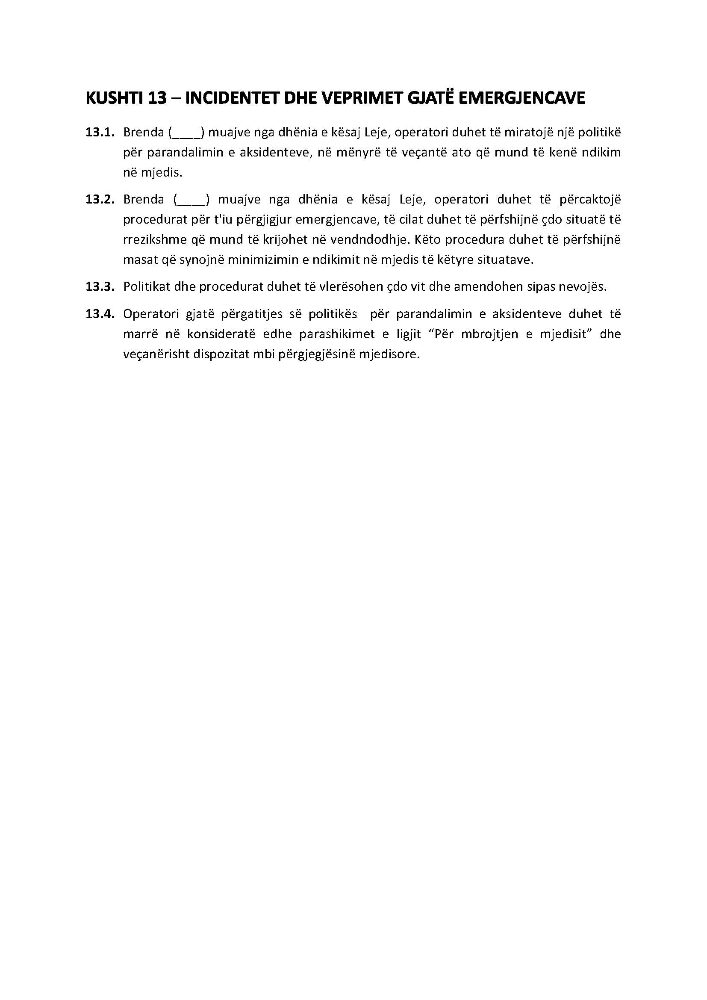 KUSHTI 13 – INCIDENTET DHE VEPRIMET GJATË EMERGJENCAVE
13.1. Brenda (____) muajve nga dhënia e kësaj Leje, operatori duhet të miratojë një politikë
për parandalimin e aksidenteve, në mënyrë të veçantë ato që mund të kenë ndikim
në mjedis.
13.2. Brenda (____) muajve nga dhënia e kësaj Leje, operatori duhet të përcaktojë
procedurat për t'iu përgjigjur emergjencave, të cilat duhet të përfshijnë çdo situatë të
rrezikshme që mund të krijohet në vendndodhje. Këto procedura duhet të përfshijnë
masat që synojnë minimizimin e ndikimit në mjedis të këtyre situatave.
13.3. Politikat dhe procedurat duhet të vlerësohen çdo vit dhe amendohen sipas nevojës.
13.4. Operatori gjatë përgatitjes së politikës  për parandalimin e aksidenteve duhet të
marrë në konsideratë edhe parashikimet e ligjit “Për mbrojtjen e mjedisit” dhe
veçanërisht dispozitat mbi përgjegjësinë mjedisore.